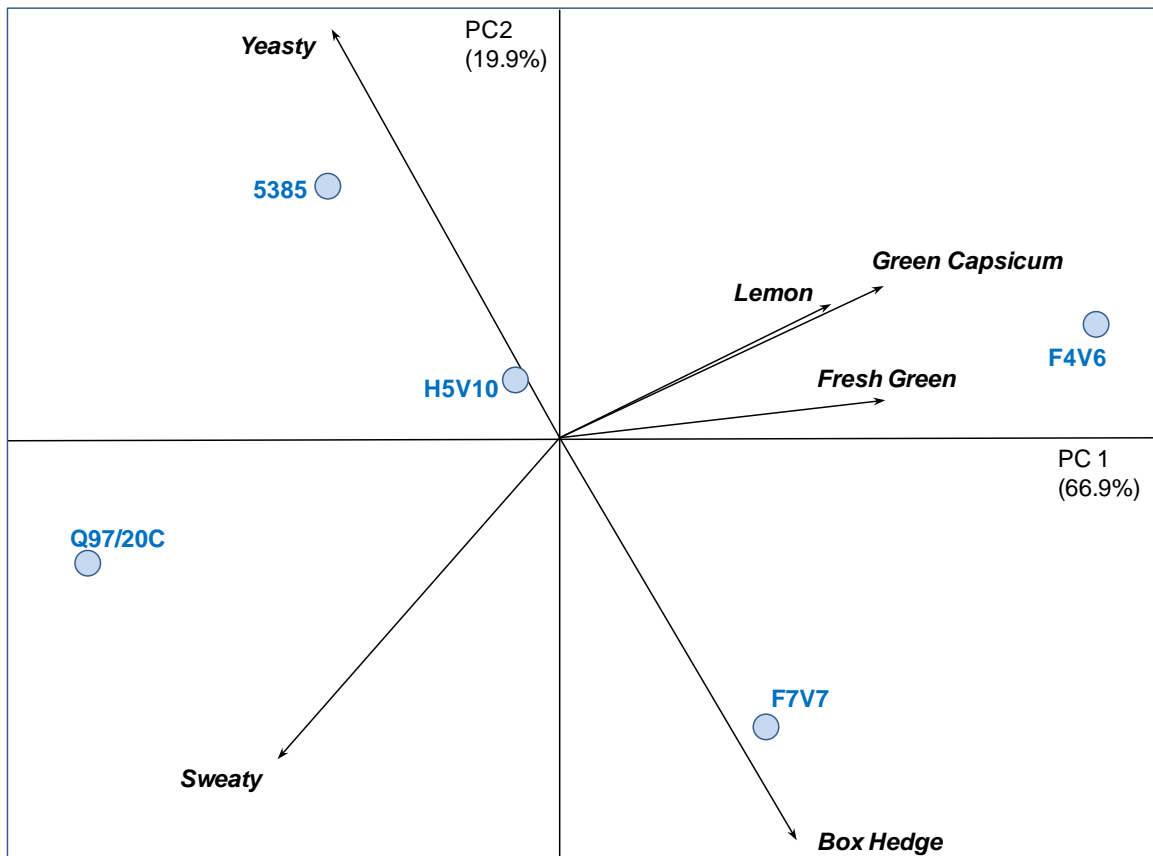 PC2
(19.9%)
Yeasty
5385
Green Capsicum
Lemon
F4V6
Fresh Green
H5V10
PC 1
(66.9%)
Q97/20C
F7V7
Sweaty
Box Hedge